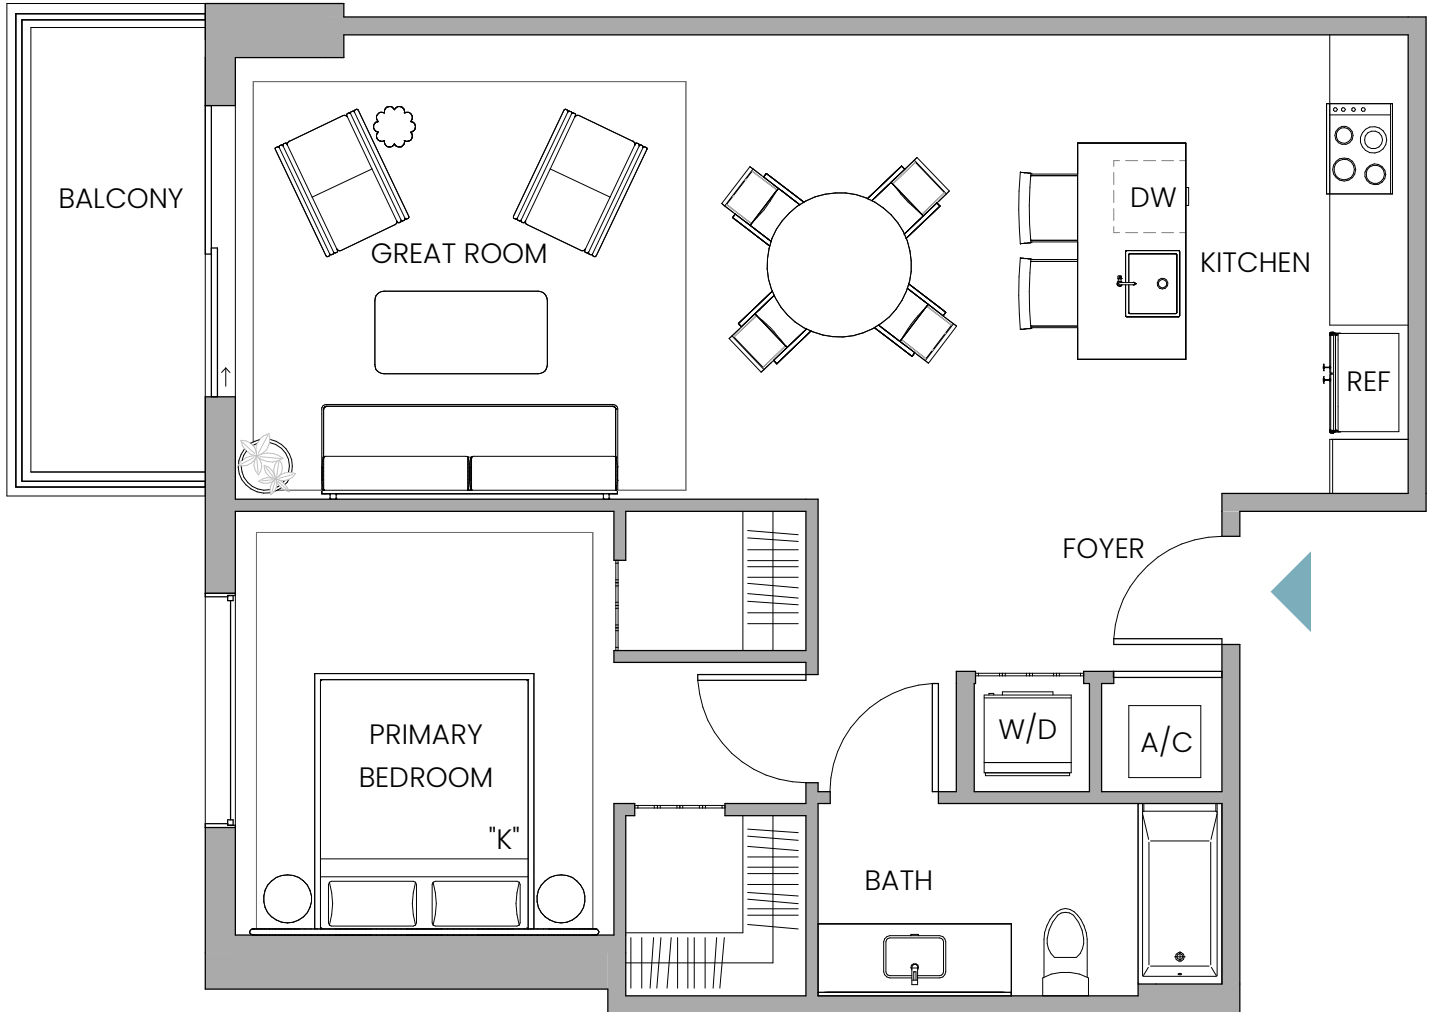 BALCONY
GREAT ROOM
DW
KITCHEN
REF
FOYER
PRIMARY
BEDROOM
"K"
W/D
A/C
BATH